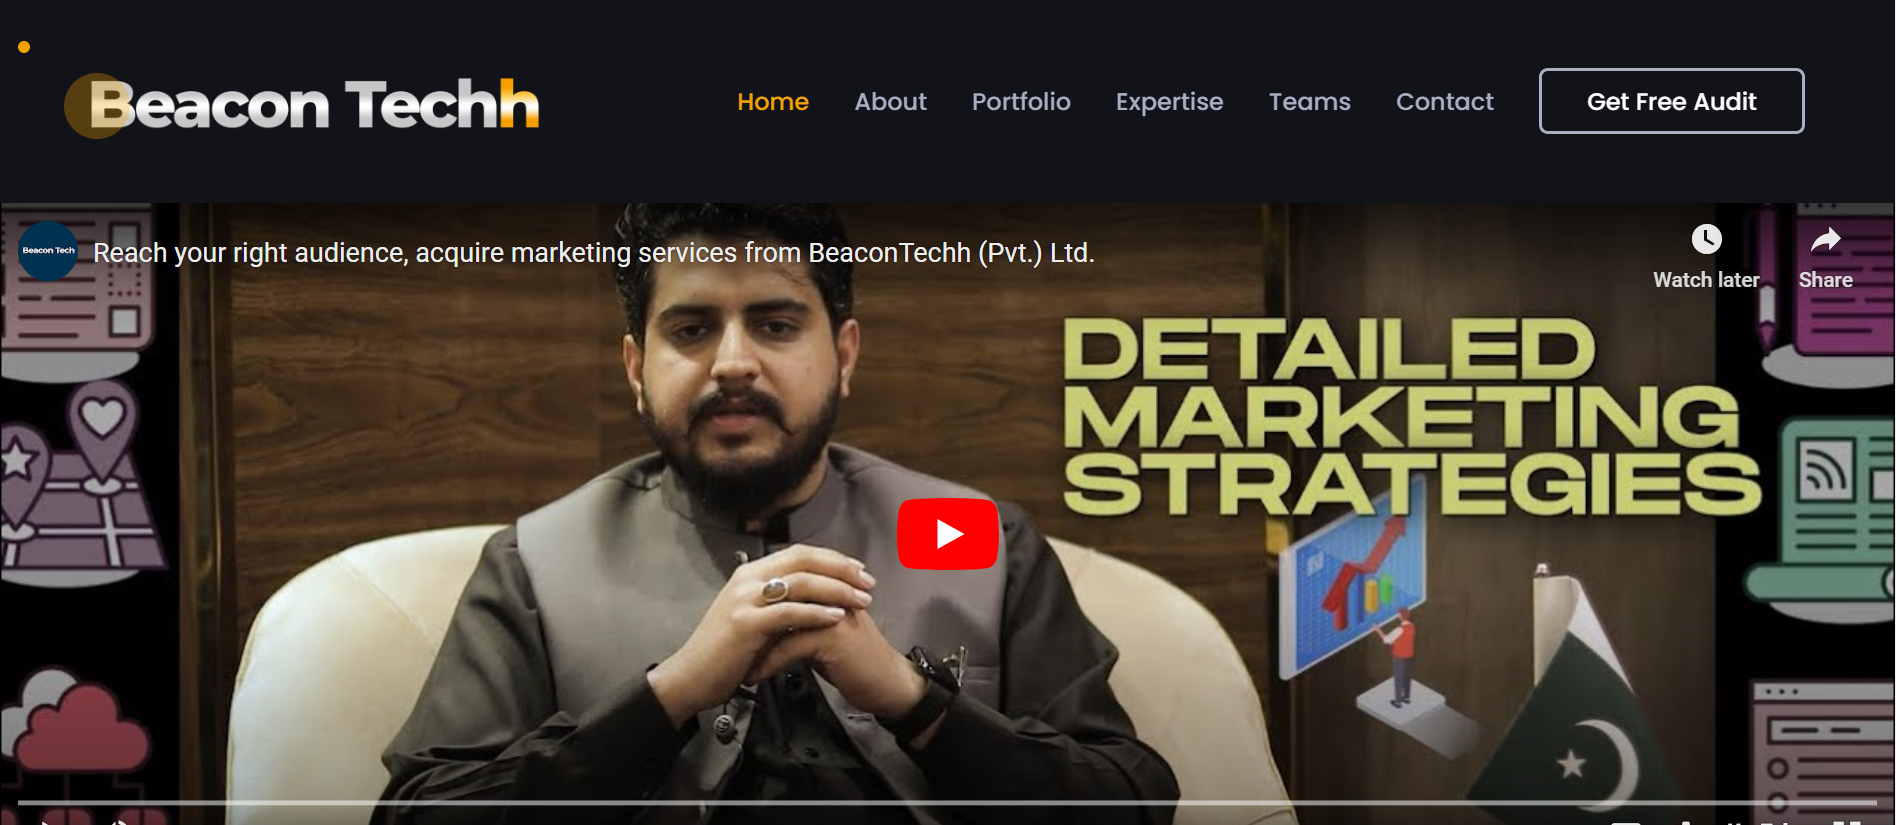 Beacon Techh
Home About Portfolio Expertise Teams Contact Get Free Audit
Beacon Tech
Reach your right audience, acquire marketing services from BeaconTechh (Pvt.) Ltd.
Watch later Share
DETAILED
MARKETING
STRATEGIES